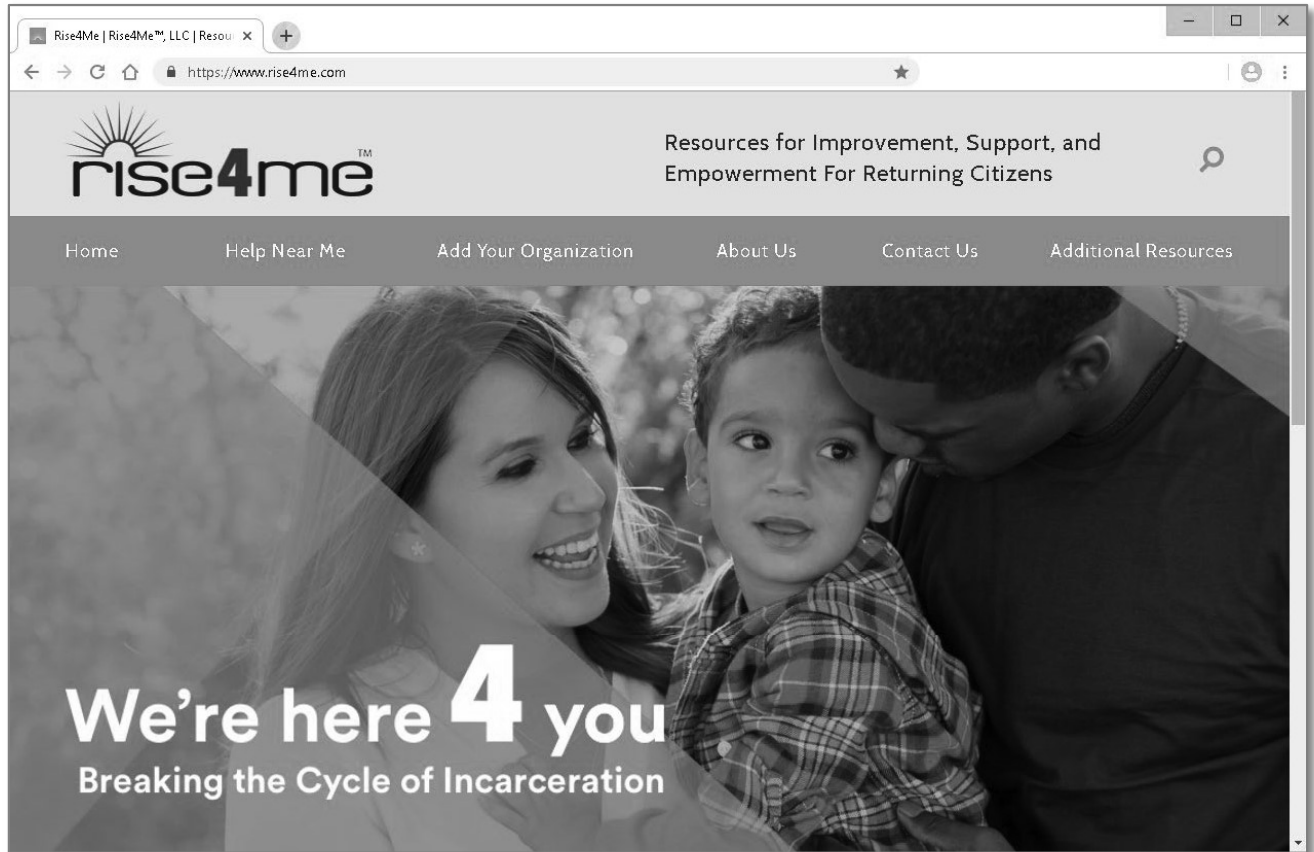 Rise4Me | Rise4Me™, LLC | Resou
https://www.rise4me.com
rise4me™
Resources for Improvement, Support, and
Empowerment For Returning Citizens
Home Help Near Me Add Your Organization About Us Contact Us Additional Resources
We're here 4 you
Breaking the Cycle of Incarceration